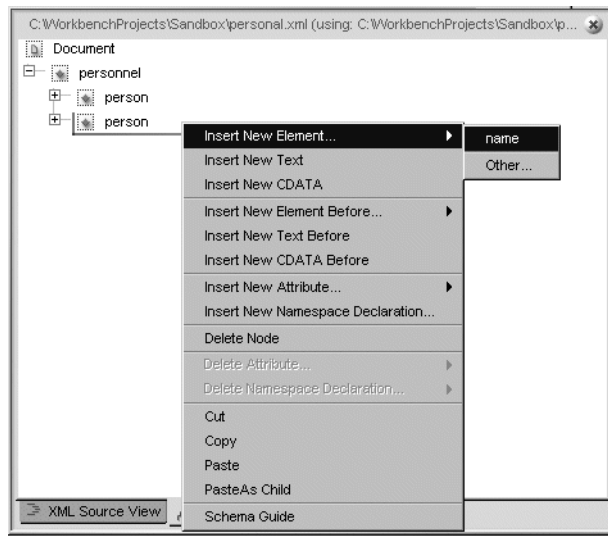 C:\WorkbenchProjects\Sandbox\personal.xml (using: C:\WorkbenchProjects\Sandbox\p...
Document
personnel
person
person
Insert New Element...
name
Insert New Text
Other...
Insert New CDATA
Insert New Element Before...
Insert New Text Before
Insert New CDATA Before
Insert New Attribute...
Insert New Namespace Declaration...
Delete Node
Delete Attribute...
Delete Namespace Declaration...
Cut
Copy
Paste
PasteAs Child
Schema Guide
XML Source View